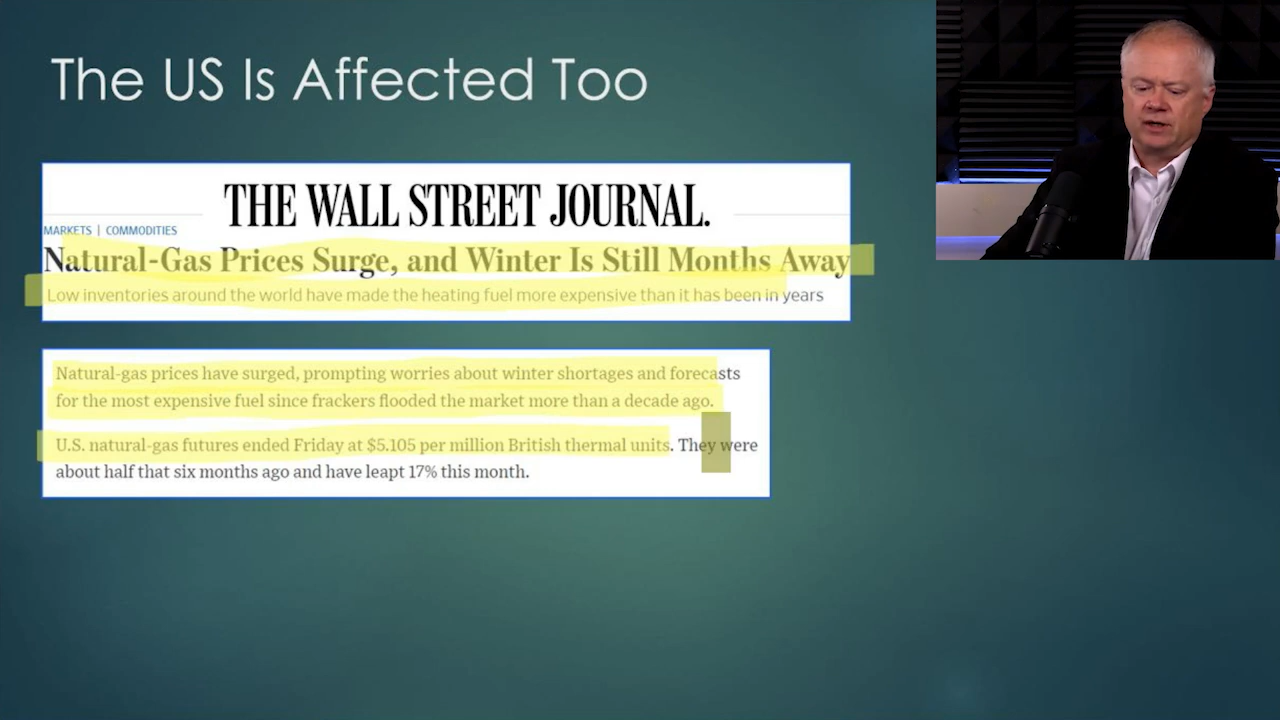 The US Is Affected Too
THE WALL STREET JOURNAL.
MARKETS | COMMODITIES
Natural-Gas Prices Surge, and Winter Is Still Months Away
Low inventories around the world have made the heating fuel more expensive than it has been in years
Natural-gas prices have surged, prompting worries about winter shortages and forecasts
for the most expensive fuel since frackers flooded the market more than a decade ago.
U.S. natural-gas futures ended Friday at $5.105 per million British thermal units. They were
about half that six months ago and have leapt 17% this month.